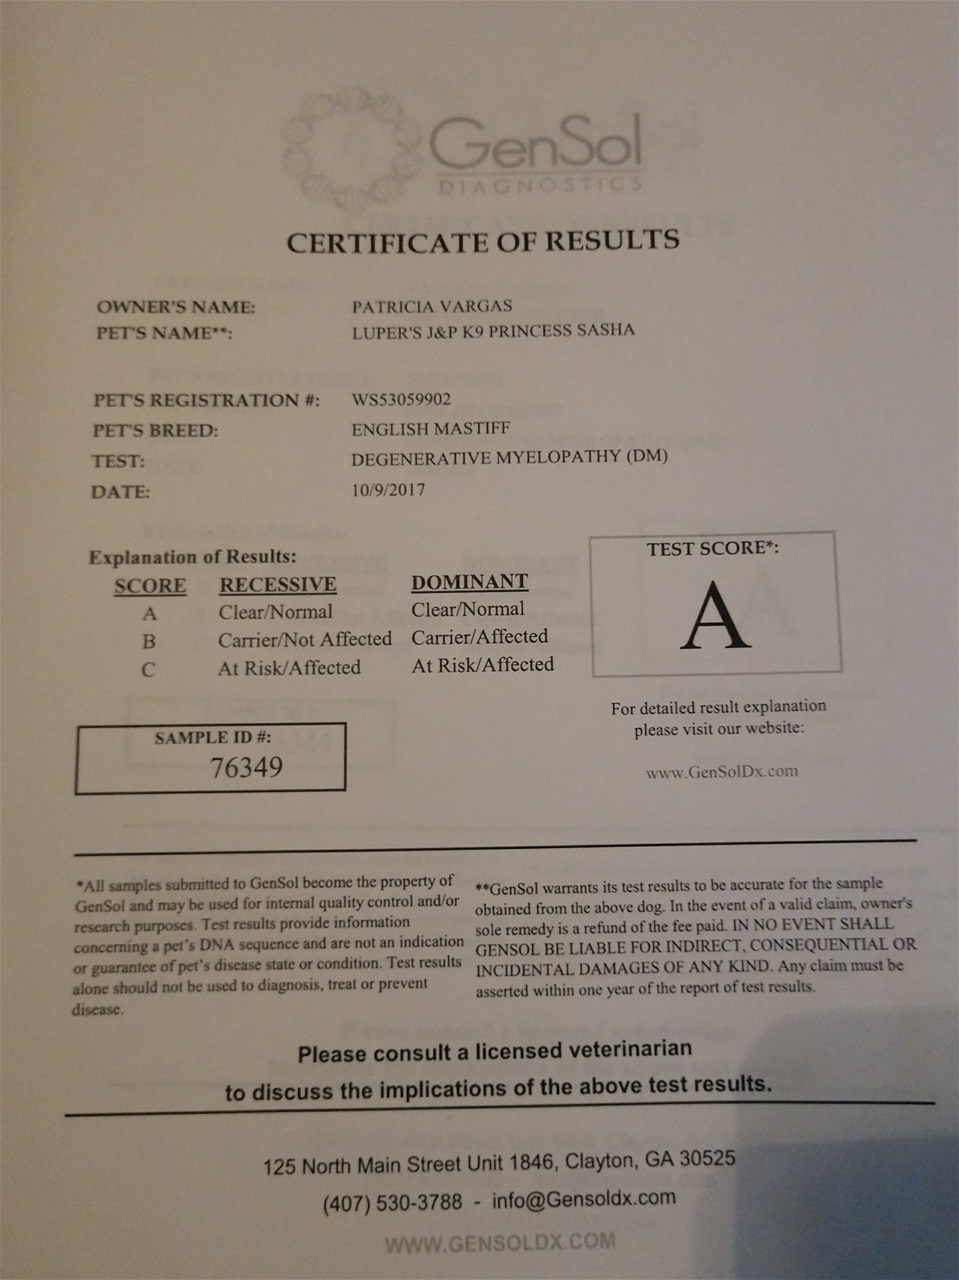 GenSol
DIAGNOSTICS
CERTIFICATE OF RESULTS
OWNER'S NAME: PATRICIA VARGAS
PET'S NAME**: LUPER'S J&P K9 PRINCESS SASHA
PET'S REGISTRATION #: WS53059902
PET'S BREED: ENGLISH MASTIFF
TEST: DEGENERATIVE MYELOPATHY (DM)
DATE: 10/9/2017
Explanation of Results:
SCORE RECESSIVE DOMINANT
A Clear/Normal Clear/Normal
B Carrier/Not Affected Carrier/Affected
C At Risk/Affected At Risk/Affected
TEST SCORE*:
A
For detailed result explanation
please visit our website:
www.GenSolDx.com
SAMPLE ID #:
76349
*All samples submitted to GenSol become the property of
GenSol and may be used for internal quality control and/or
research purposes. Test results provide information
concerning a pet's DNA sequence and are not an indication
or guarantee of pet's disease state or condition. Test results
alone should not be used to diagnosis, treat or prevent
disease.
**GenSol warrants its test results to be accurate for the sample
obtained from the above dog. In the event of a valid claim, owner's
sole remedy is a refund of the fee paid. IN NO EVENT SHALL
GENSOL BE LIABLE FOR INDIRECT, CONSEQUENTIAL OR
INCIDENTAL DAMAGES OF ANY KIND. Any claim must be
asserted within one year of the report of test results.
Please consult a licensed veterinarian
to discuss the implications of the above test results.
125 North Main Street Unit 1846, Clayton, GA 30525
(407) 530-3788 - info@Gensoldx.com
WWW.GENSOLDX.COM